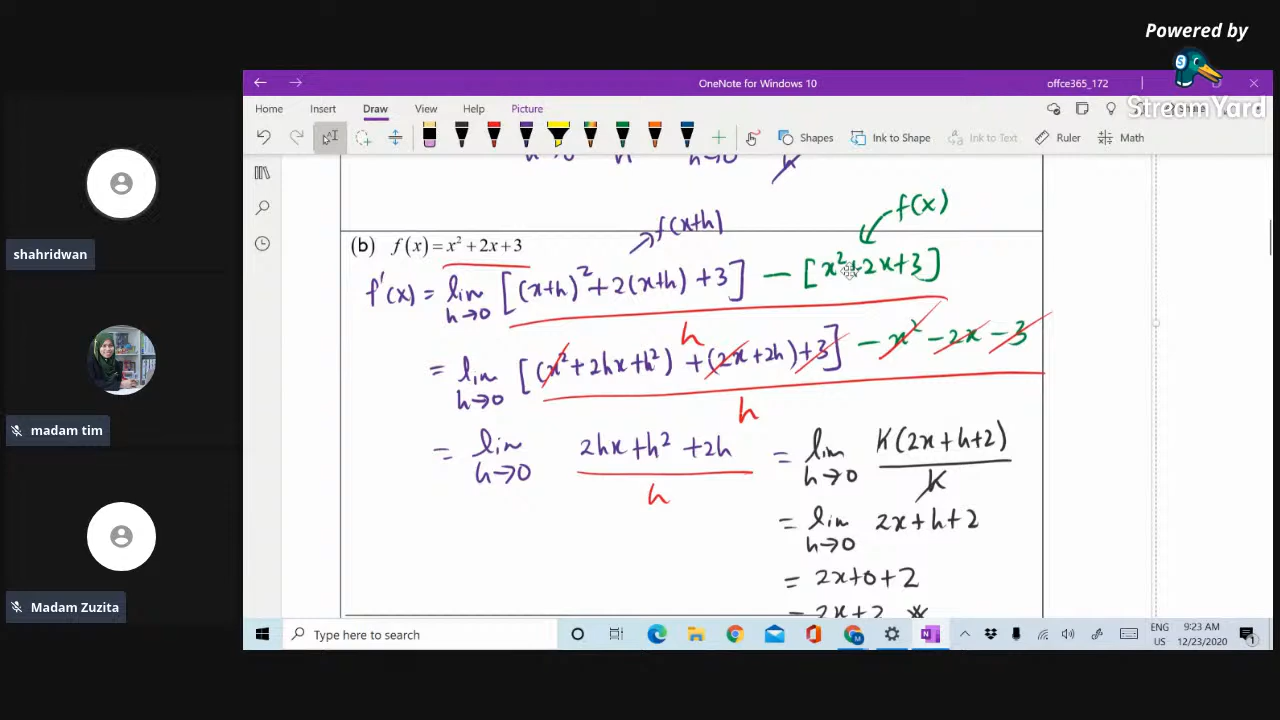 Powered by
StreamYard
OneNote for Windows 10
offce365_172
Home Insert Draw View Help Picture
Shapes Ink to Shape Ink to Text Ruler Math
shahridwan
madam tim
Madam Zuzita
h→0 h h→0 h
f(x+h)
f(x)
(b) f(x) = x² + 2x + 3
f'(x) = lim h→0 [(x+h)² + 2(x+h) + 3] − [x² + 2x + 3]
h
= lim h→0 [(x² + 2hx + h²) + (2x + 2h) + 3] − x² − 2x − 3
h
= lim h→0 2hx + h² + 2h
h
= lim h→0 h(2x + h + 2)
h
= lim h→0 2x + h + 2
= 2x + 0 + 2
= 2x + 2 *
Type here to search
ENG
US
9:23 AM
12/23/2020